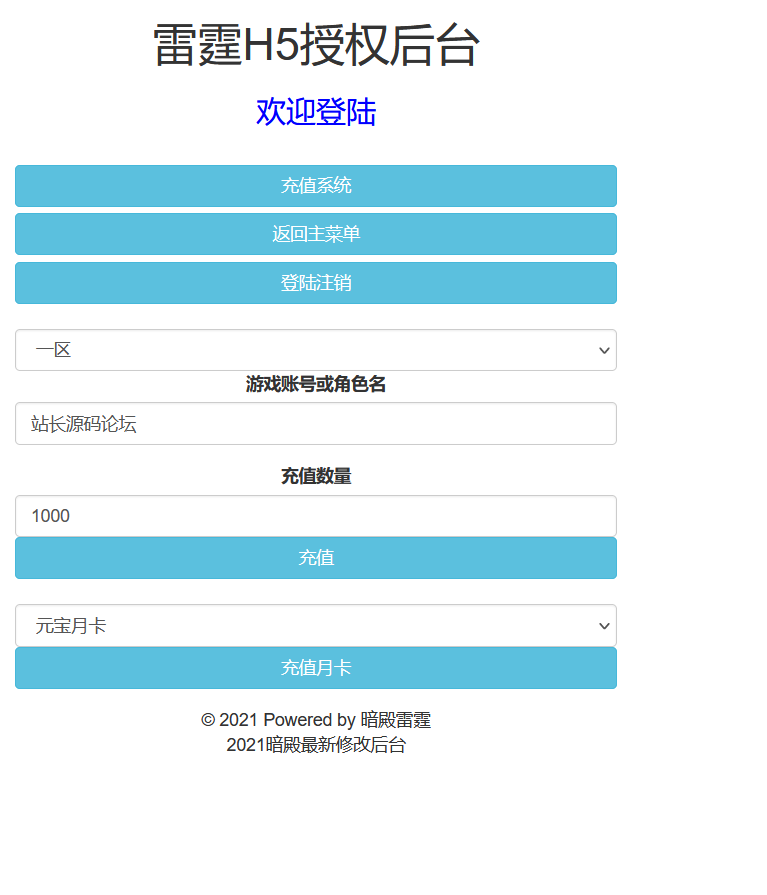 雷霆H5授权后台
欢迎登陆
充值系统
返回主菜单
登陆注销
一区
游戏账号或角色名
站长源码论坛
充值数量
1000
充值
元宝月卡
充值月卡
© 2021 Powered by 暗殿雷霆
2021暗殿最新修改后台